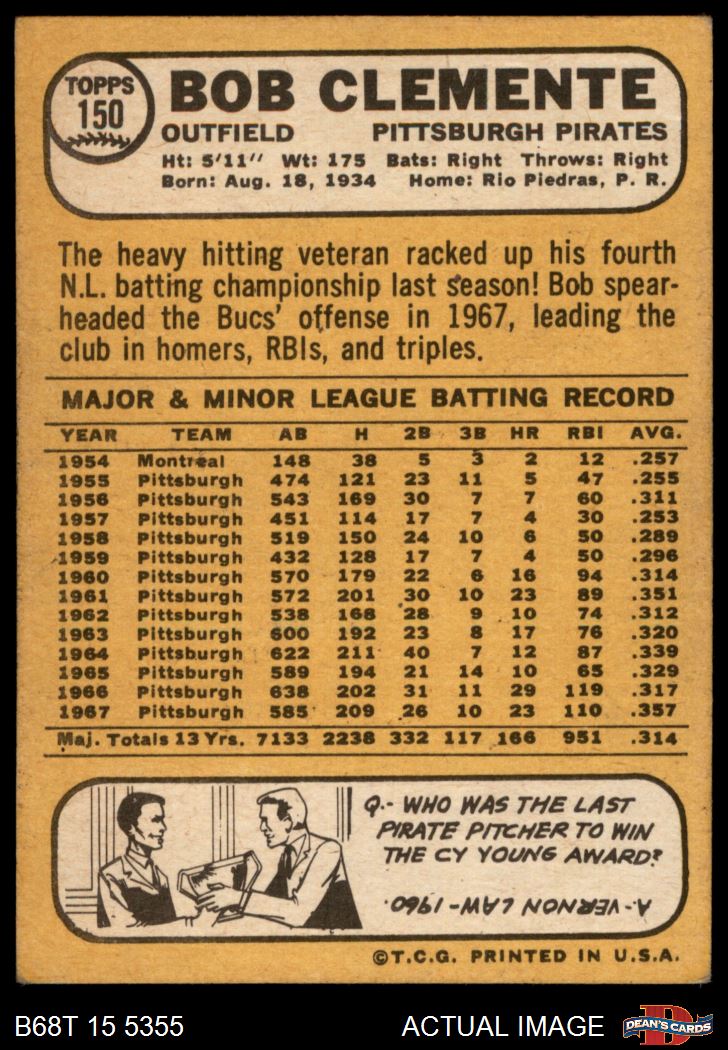 TOPPS
150
BOB CLEMENTE
OUTFIELD PITTSBURGH PIRATES
Ht: 5'11" Wt: 175 Bats: Right Throws: Right
Born: Aug. 18, 1934 Home: Rio Piedras, P. R.
The heavy hitting veteran racked up his fourth
N.L. batting championship last season! Bob spear-
headed the Bucs' offense in 1967, leading the
club in homers, RBIs, and triples.
MAJOR & MINOR LEAGUE BATTING RECORD
YEAR TEAM AB H 2B 3B HR RBI AVG.
1954 Montreal 148 38 5 3 2 12 .257
1955 Pittsburgh 474 121 23 11 5 47 .255
1956 Pittsburgh 543 169 30 7 7 60 .311
1957 Pittsburgh 451 114 17 7 4 30 .253
1958 Pittsburgh 519 150 24 10 6 50 .289
1959 Pittsburgh 432 128 17 7 4 50 .296
1960 Pittsburgh 570 179 22 6 16 94 .314
1961 Pittsburgh 572 201 30 10 23 89 .351
1962 Pittsburgh 538 168 28 9 10 74 .312
1963 Pittsburgh 600 192 23 8 17 76 .320
1964 Pittsburgh 622 211 40 7 12 87 .339
1965 Pittsburgh 589 194 21 14 10 65 .329
1966 Pittsburgh 638 202 31 11 29 119 .317
1967 Pittsburgh 585 209 26 10 23 110 .357
Maj. Totals 13 Yrs. 7133 2238 332 117 166 951 .314
Q.- WHO WAS THE LAST
PIRATE PITCHER TO WIN
THE CY YOUNG AWARD?
A- VERNON LAW - 1960.
©T.C.G. PRINTED IN U.S.A.
B68T 15 5355 ACTUAL IMAGE
DEAN'S CARDS